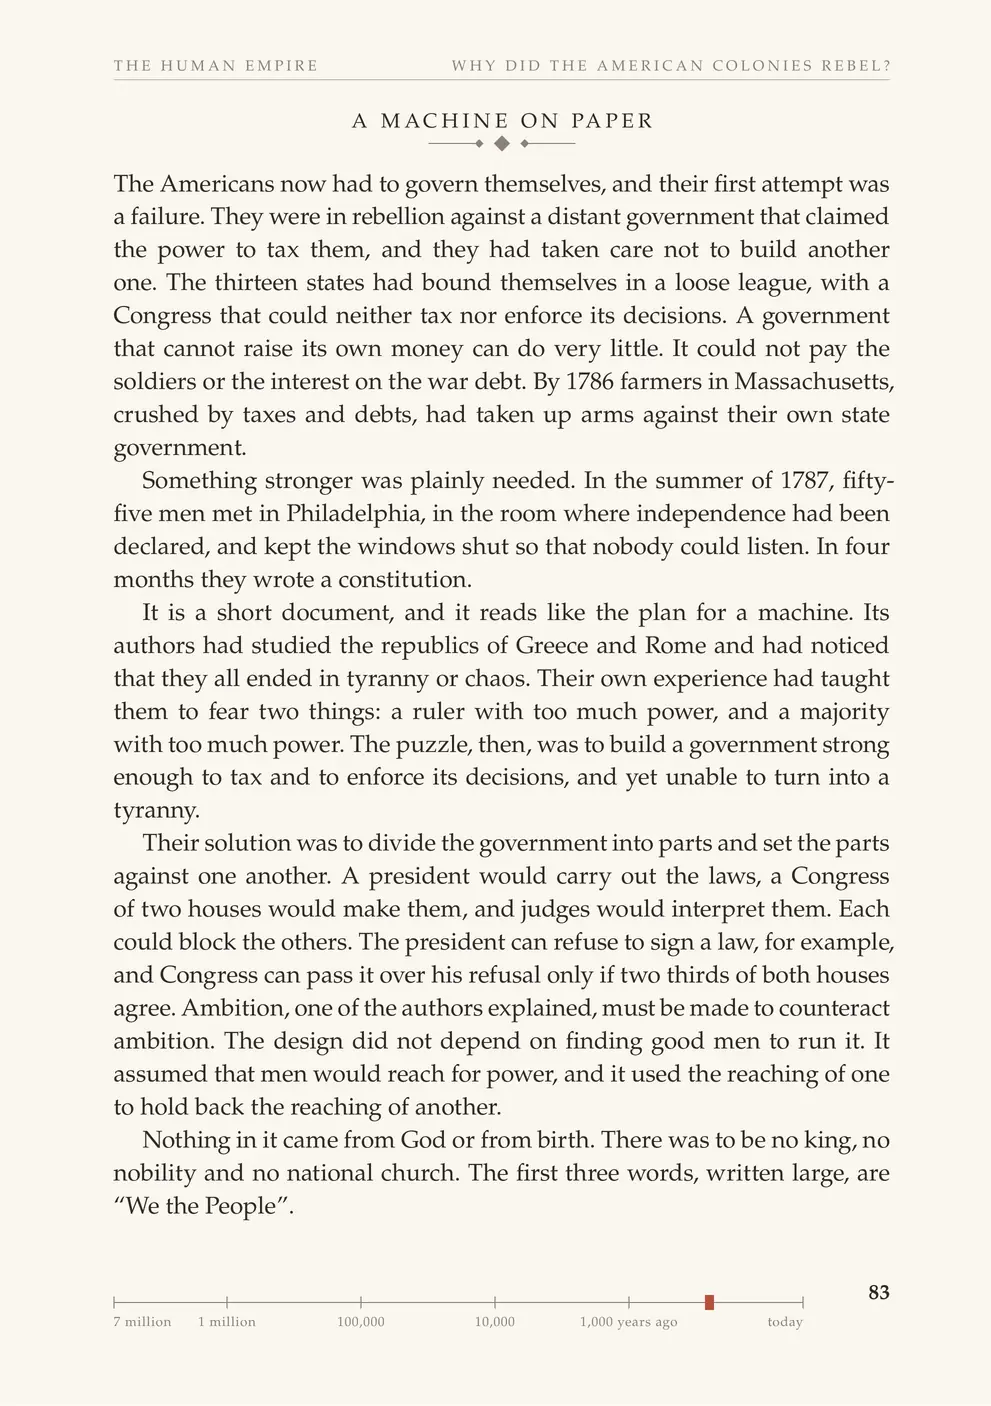 THE HUMAN EMPIRE
WHY DID THE AMERICAN COLONIES REBEL?
A MACHINE ON PAPER
The Americans now had to govern themselves, and their first attempt was
a failure. They were in rebellion against a distant government that claimed
the power to tax them, and they had taken care not to build another
one. The thirteen states had bound themselves in a loose league, with a
Congress that could neither tax nor enforce its decisions. A government
that cannot raise its own money can do very little. It could not pay the
soldiers or the interest on the war debt. By 1786 farmers in Massachusetts,
crushed by taxes and debts, had taken up arms against their own state
government.
Something stronger was plainly needed. In the summer of 1787, fifty-
five men met in Philadelphia, in the room where independence had been
declared, and kept the windows shut so that nobody could listen. In four
months they wrote a constitution.
It is a short document, and it reads like the plan for a machine. Its
authors had studied the republics of Greece and Rome and had noticed
that they all ended in tyranny or chaos. Their own experience had taught
them to fear two things: a ruler with too much power, and a majority
with too much power. The puzzle, then, was to build a government strong
enough to tax and to enforce its decisions, and yet unable to turn into a
tyranny.
Their solution was to divide the government into parts and set the parts
against one another. A president would carry out the laws, a Congress
of two houses would make them, and judges would interpret them. Each
could block the others. The president can refuse to sign a law, for example,
and Congress can pass it over his refusal only if two thirds of both houses
agree. Ambition, one of the authors explained, must be made to counteract
ambition. The design did not depend on finding good men to run it. It
assumed that men would reach for power, and it used the reaching of one
to hold back the reaching of another.
Nothing in it came from God or from birth. There was to be no king, no
nobility and no national church. The first three words, written large, are
“We the People”.
83
7 million 1 million 100,000 10,000 1,000 years ago today